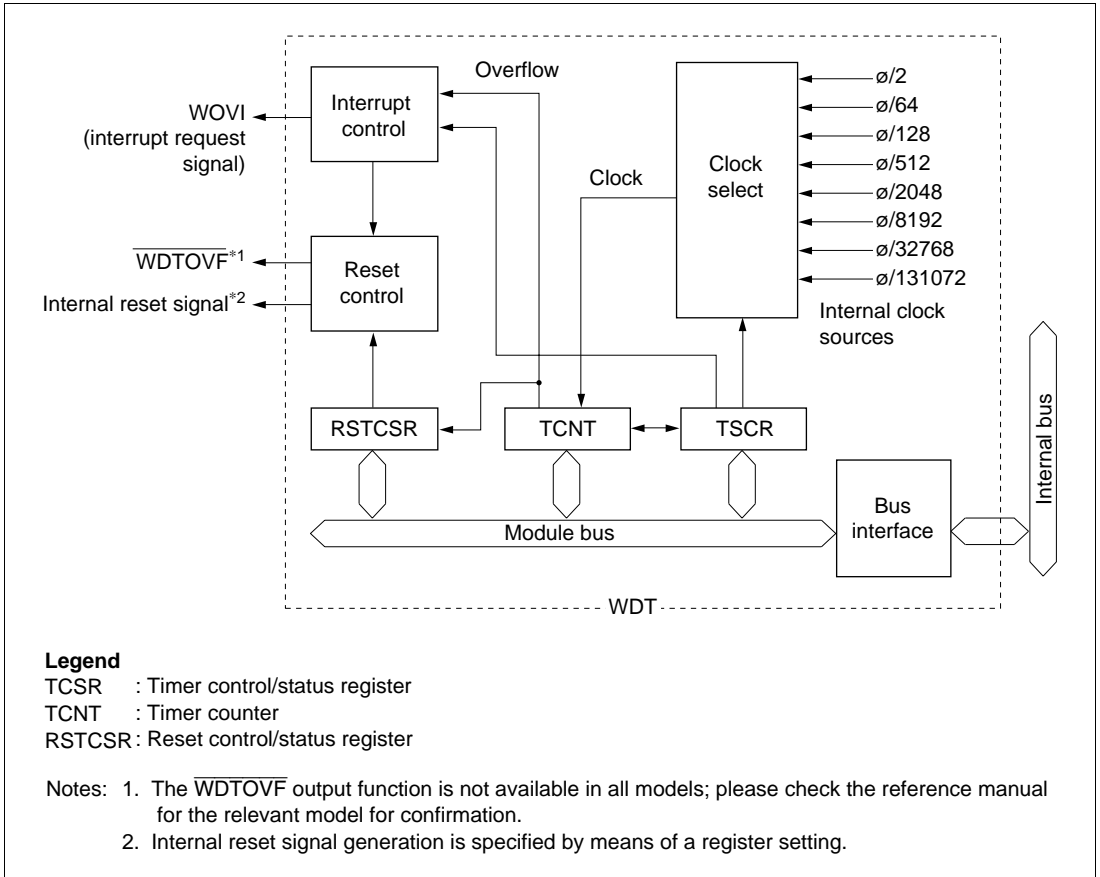 Overflow
Interrupt
control
WOVI
(interrupt request
signal)
WDTOVF*1
Internal reset signal*2
Reset
control
Clock
Clock
select
ø/2
ø/64
ø/128
ø/512
ø/2048
ø/8192
ø/32768
ø/131072
Internal clock
sources
RSTCSR
TCNT
TSCR
Module bus
Bus
interface
Internal bus
WDT
Legend
TCSR : Timer control/status register
TCNT : Timer counter
RSTCSR : Reset control/status register
Notes: 1. The WDTOVF output function is not available in all models; please check the reference manual
for the relevant model for confirmation.
2. Internal reset signal generation is specified by means of a register setting.